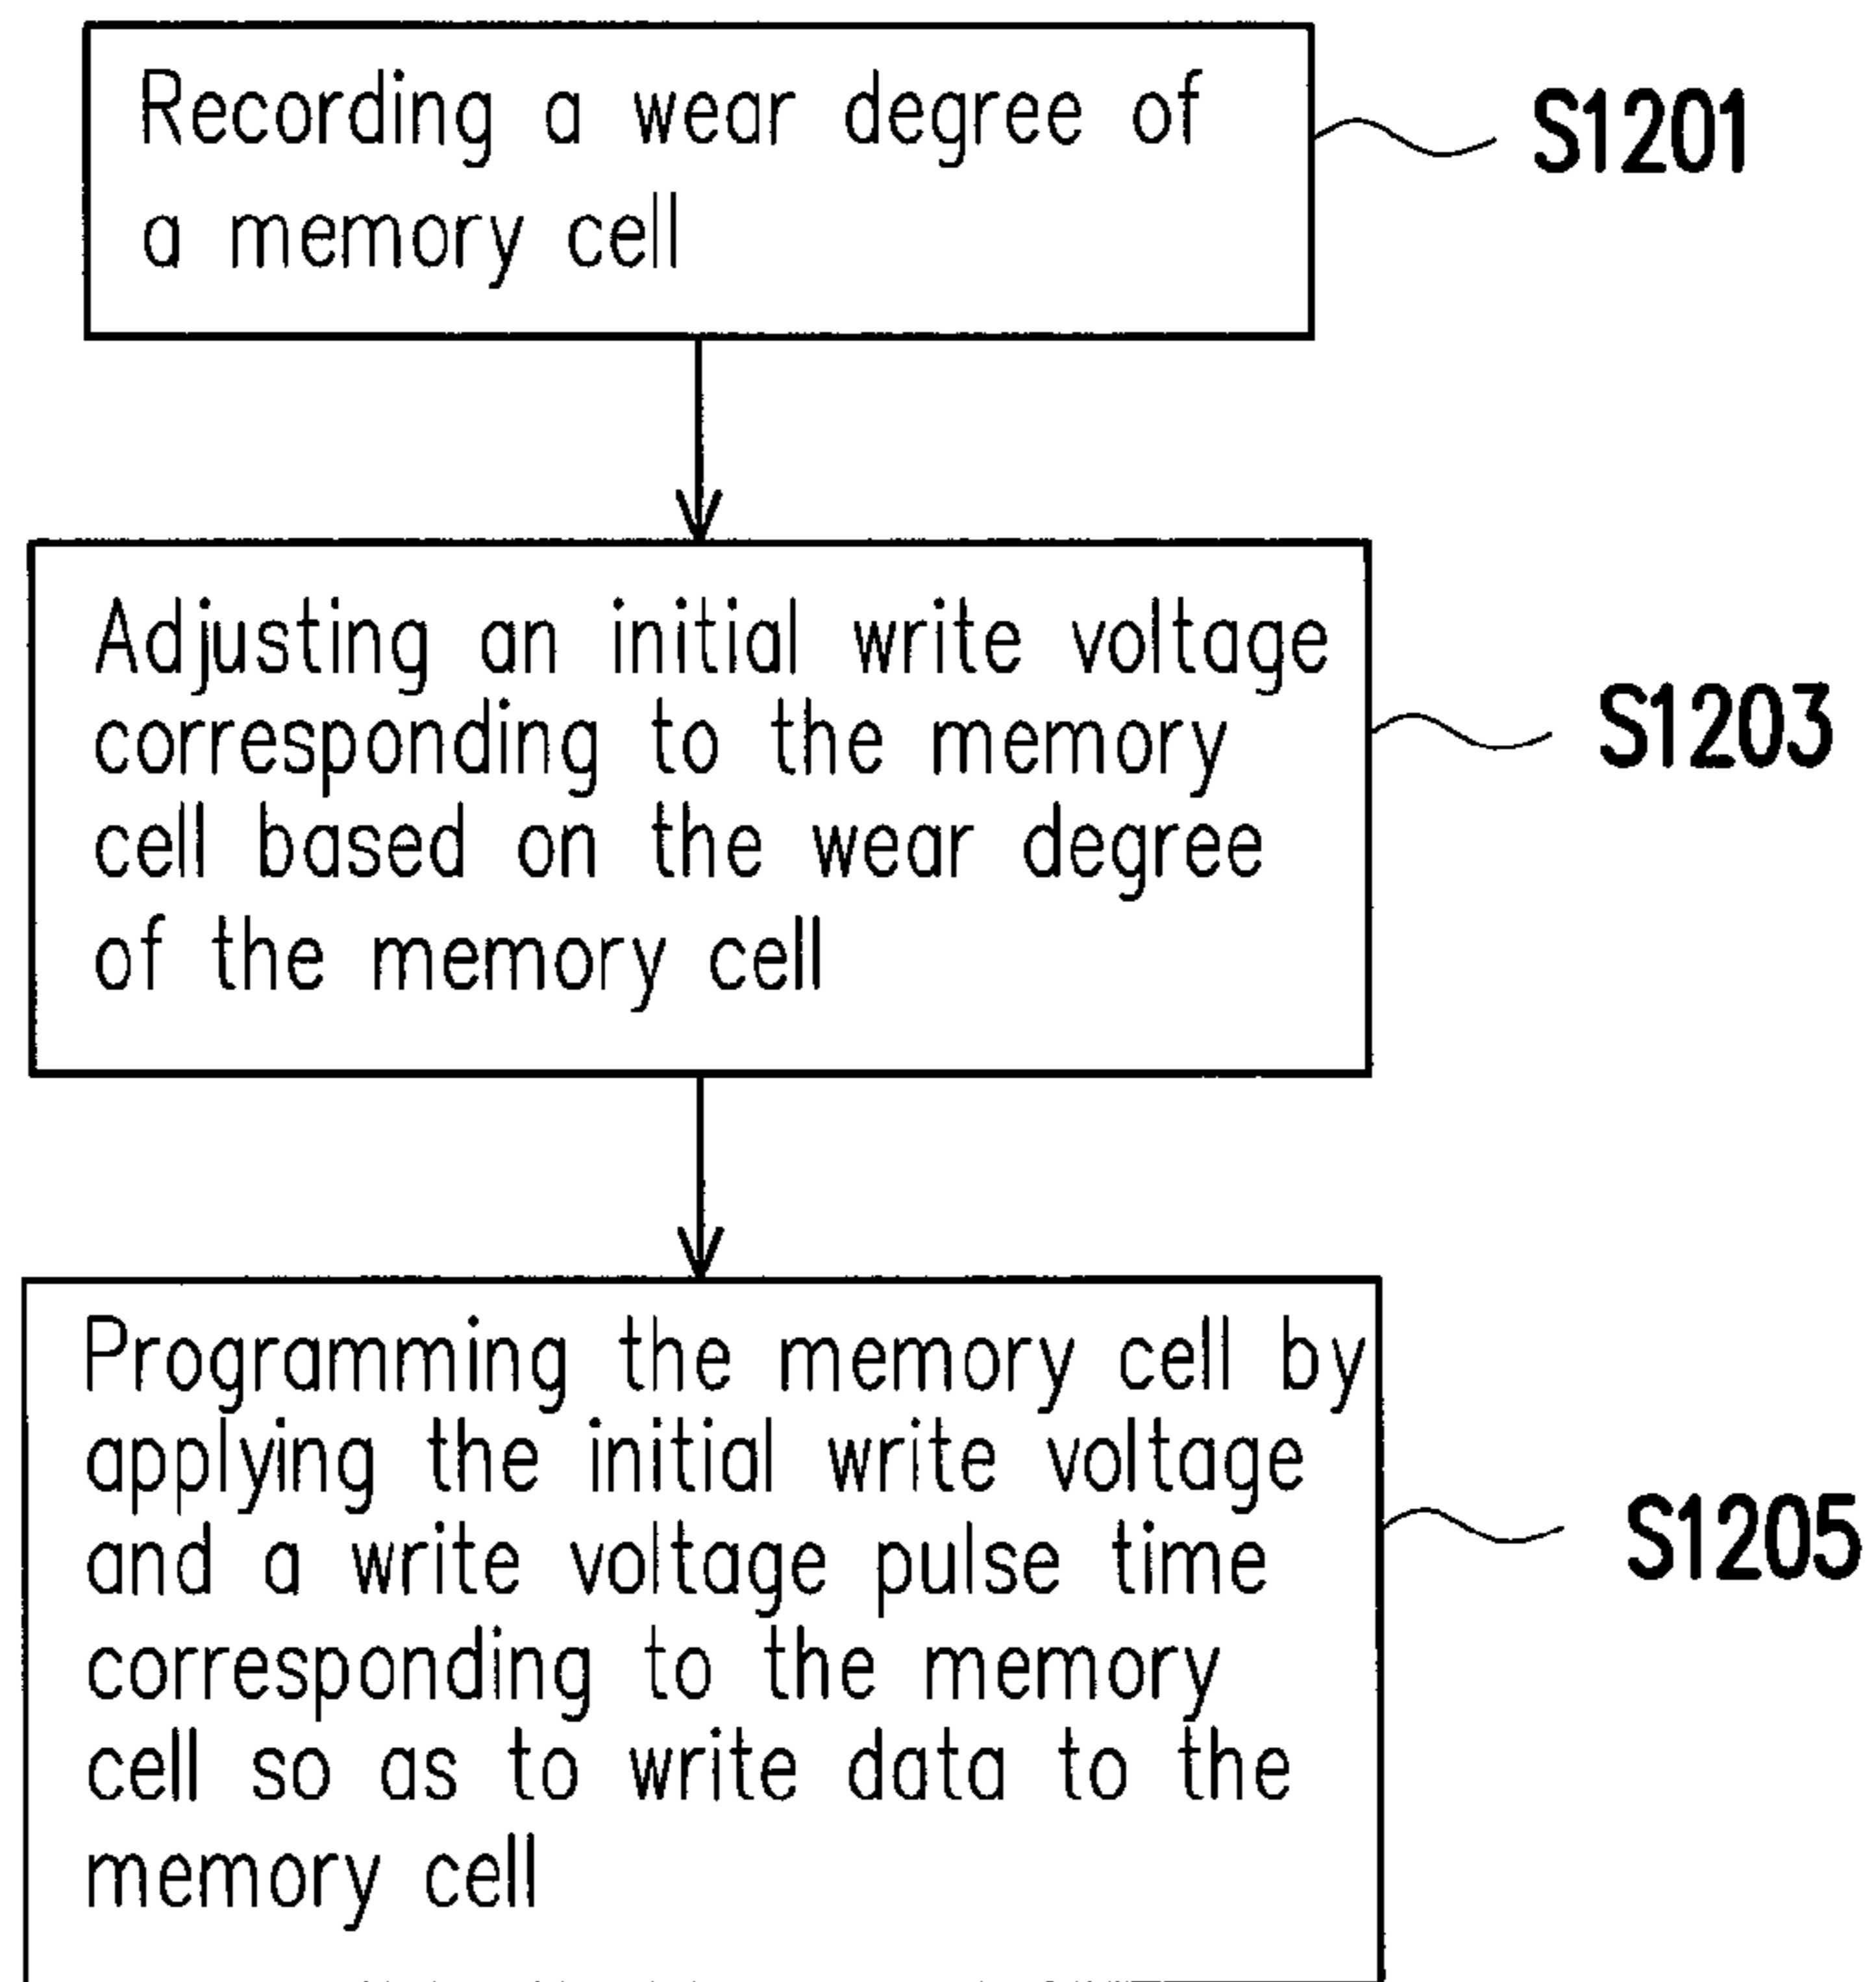 Recording a wear degree of
a memory cell
S1201
Adjusting an initial write voltage
corresponding to the memory
cell based on the wear degree
of the memory cell
S1203
Programming the memory cell by
applying the initial write voltage
and a write voltage pulse time
corresponding to the memory
cell so as to write data to the
memory cell
S1205